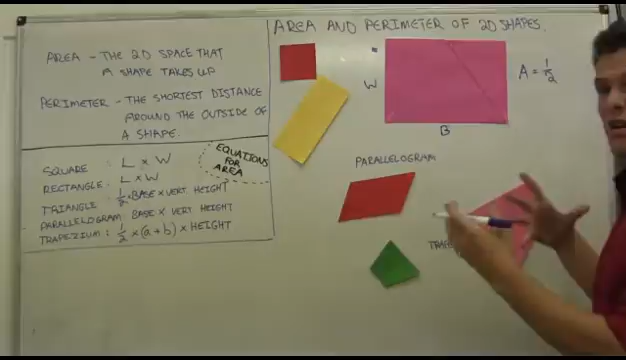 AREA AND PERIMETER OF 2D SHAPES.
AREA - THE 2D SPACE THAT
A SHAPE TAKES UP
PERIMETER - THE SHORTEST DISTANCE
AROUND THE OUTSIDE OF
A SHAPE.
EQUATIONS
FOR
AREA
SQUARE : L x W
RECTANGLE : L x W
TRIANGLE : 1/2 x BASE x VERT HEIGHT
PARALLELOGRAM: BASE x VERT HEIGHT
TRAPEZIUM : 1/2 x (a + b) x HEIGHT
W
B
A = 1/2
PARALLELOGRAM